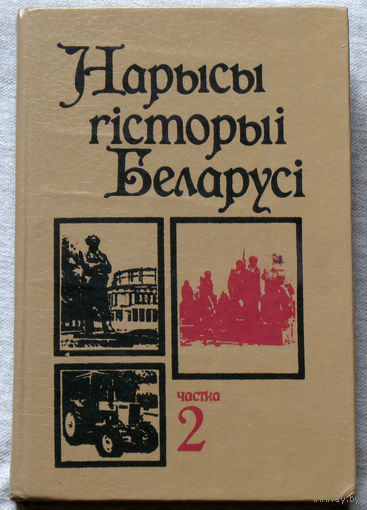 Нарысы
гісторыі
Беларусі
частка
2